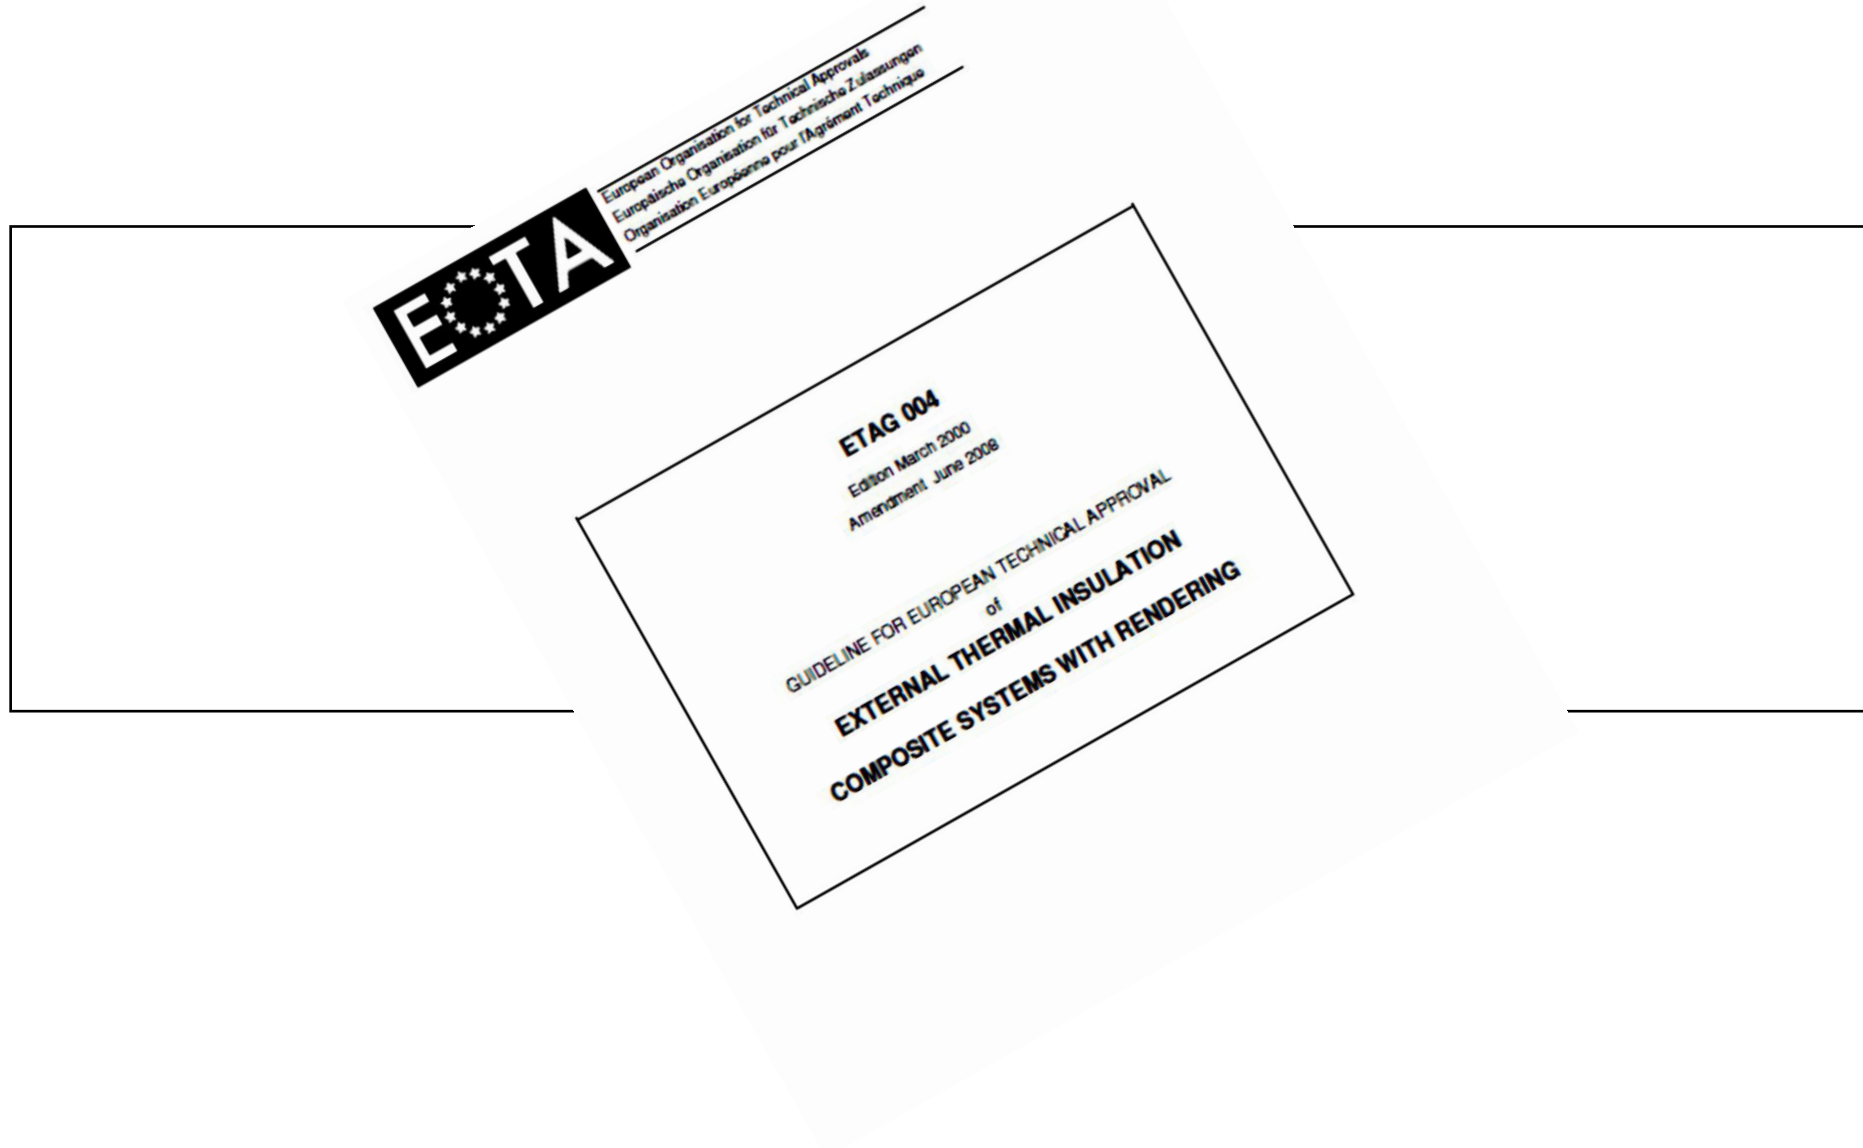 European Organisation for Technical Approvals
Europäische Organisation für Technische Zulassungen
Organisation Européenne pour l'Agrément Technique
EOTA
ETAG 004
Edition March 2000
Amendment June 2008
GUIDELINE FOR EUROPEAN TECHNICAL APPROVAL
of
EXTERNAL THERMAL INSULATION
COMPOSITE SYSTEMS WITH RENDERING